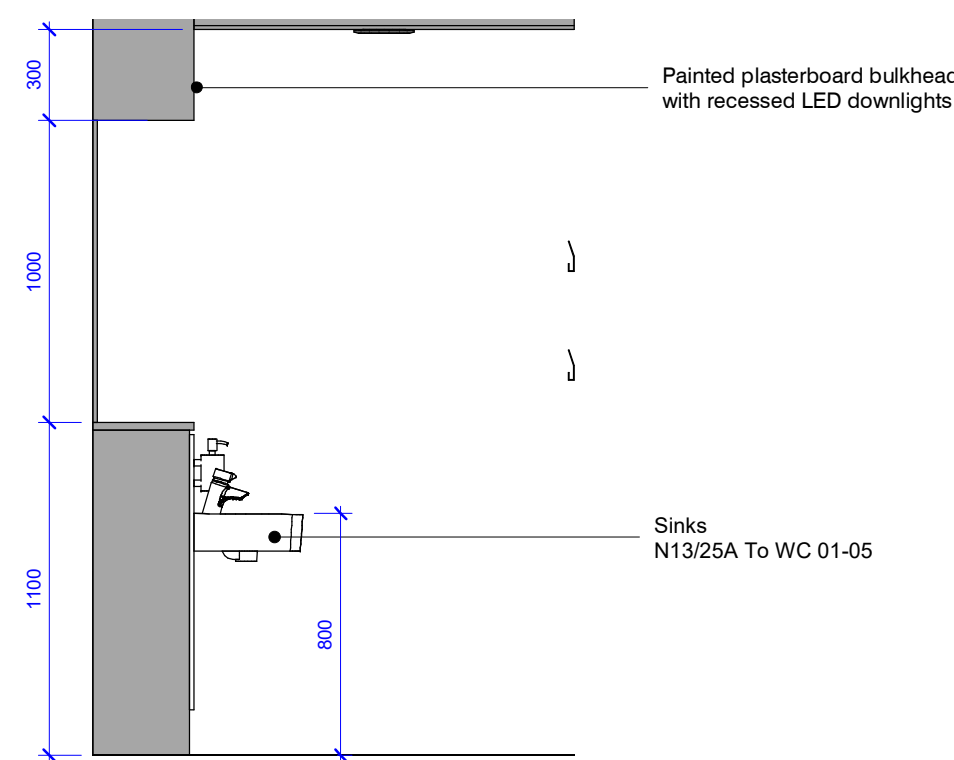 300
Painted plasterboard bulkhead
with recessed LED downlights
1000
Sinks
N13/25A To WC 01-05
1100
800